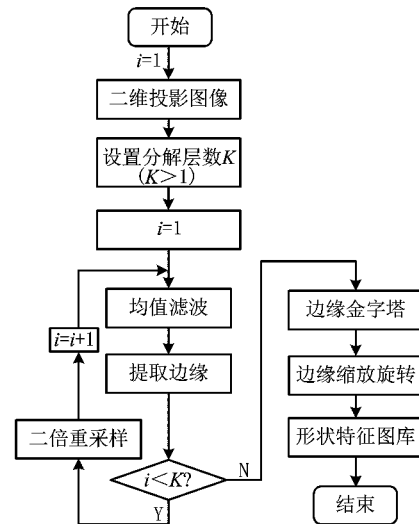 开始
i=1
二维投影图像
设置分解层数K
(K>1)
i=1
均值滤波
i=i+1
提取边缘
二倍重采样
i<K?
N
Y
边缘金字塔
边缘缩放旋转
形状特征图库
结束